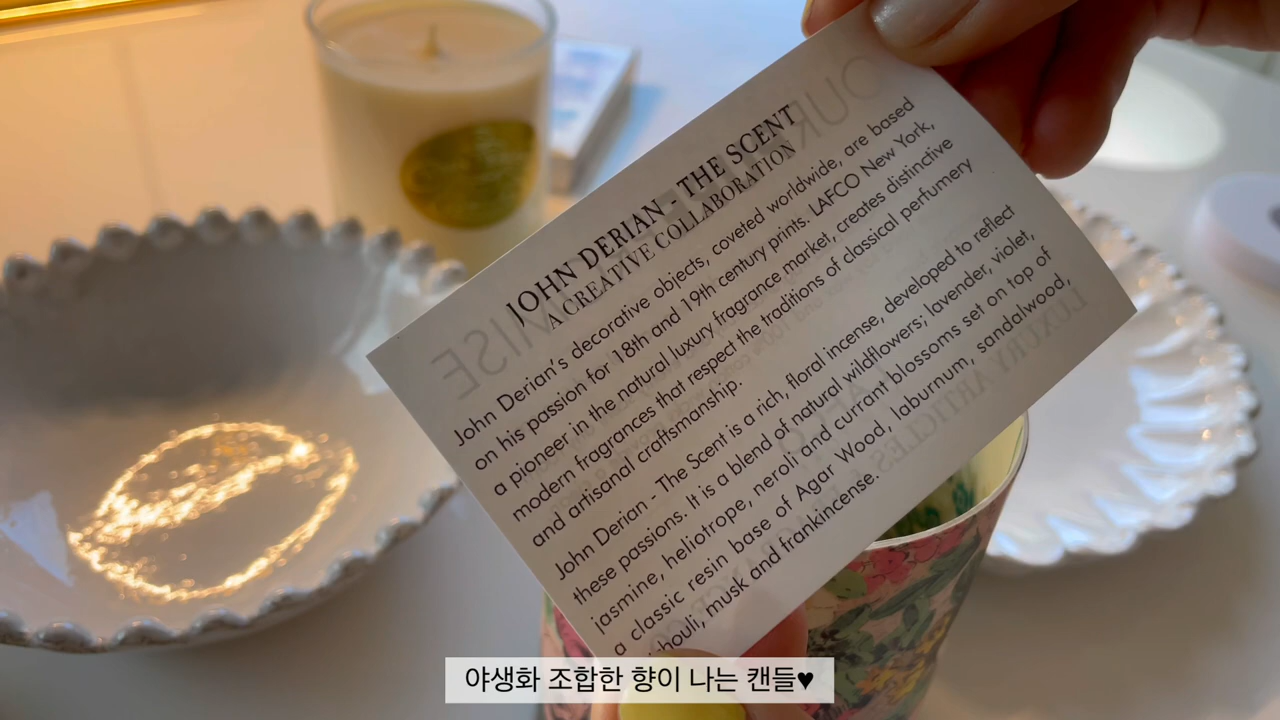 JOHN DERIAN - THE SCENT
A CREATIVE COLLABORATION
John Derian's decorative objects, coveted worldwide, are based
on his passion for 18th and 19th century prints. LAFCO New York,
a pioneer in the natural luxury fragrance market, creates distinctive
modern fragrances that respect the traditions of classical perfumery
and artisanal craftsmanship.
John Derian - The Scent is a rich, floral incense, developed to reflect
these passions. It is a blend of natural wildflowers; lavender, violet,
jasmine, heliotrope, neroli and currant blossoms set on top of
a classic resin base of Agar Wood, laburnum, sandalwood,
musk and frankincense.
야생화 조합한 향이 나는 캔들♥